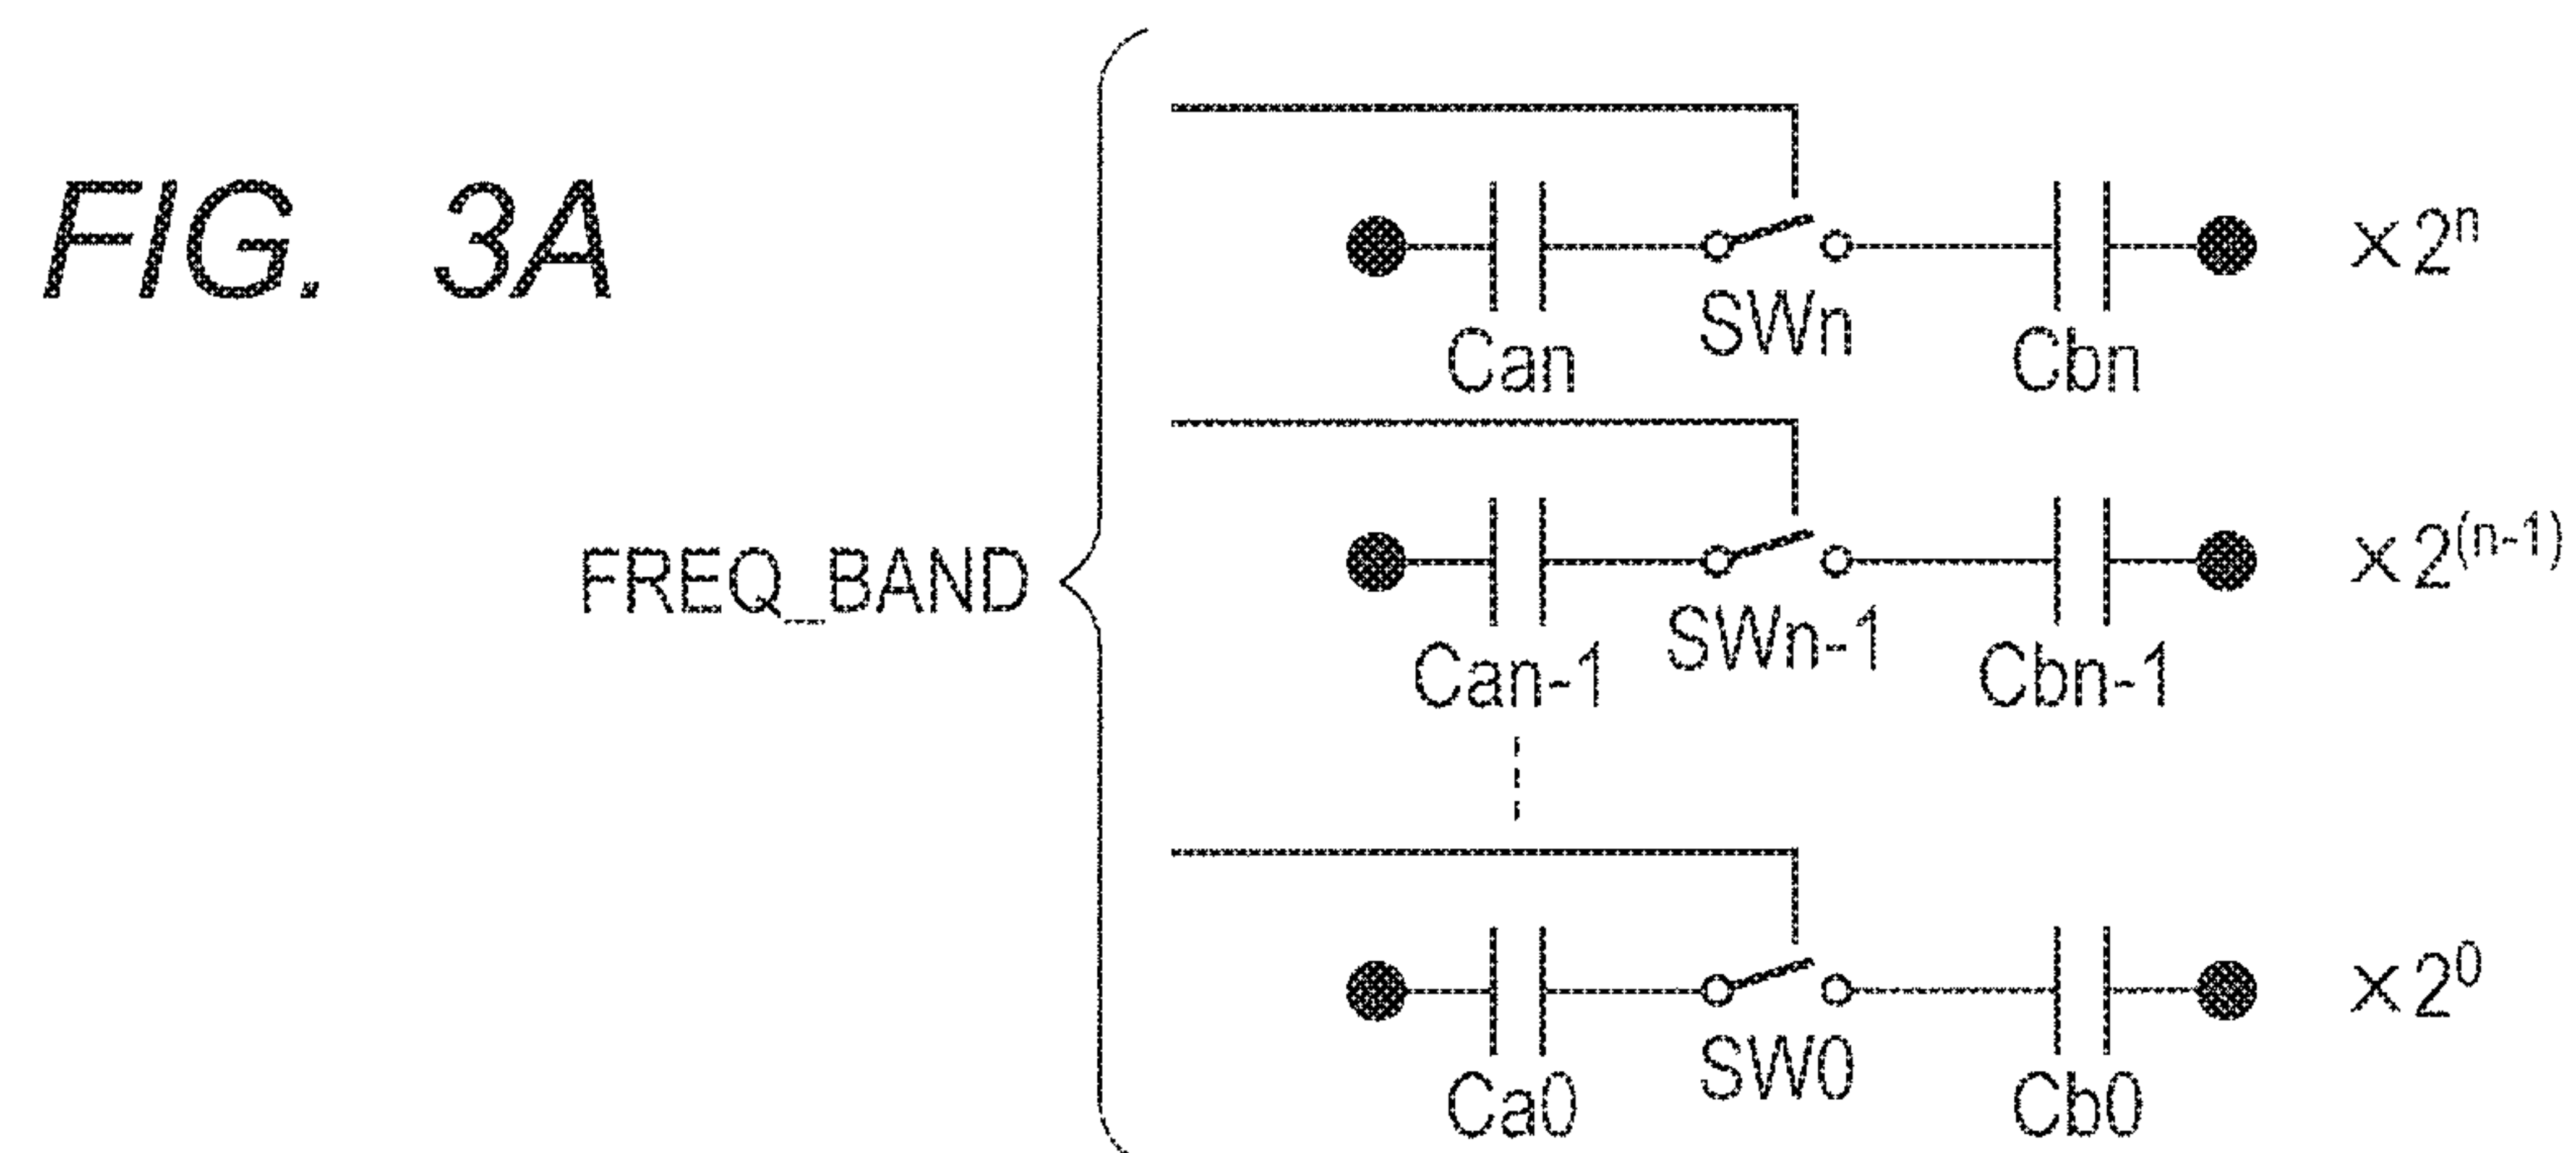 FIG. 3A
×2ⁿ
Can SWn Cbn
FREQ_BAND
×2⁽ⁿ⁻¹⁾
Can-1 SWn-1 Cbn-1
×2⁰
Ca0 SW0 Cb0